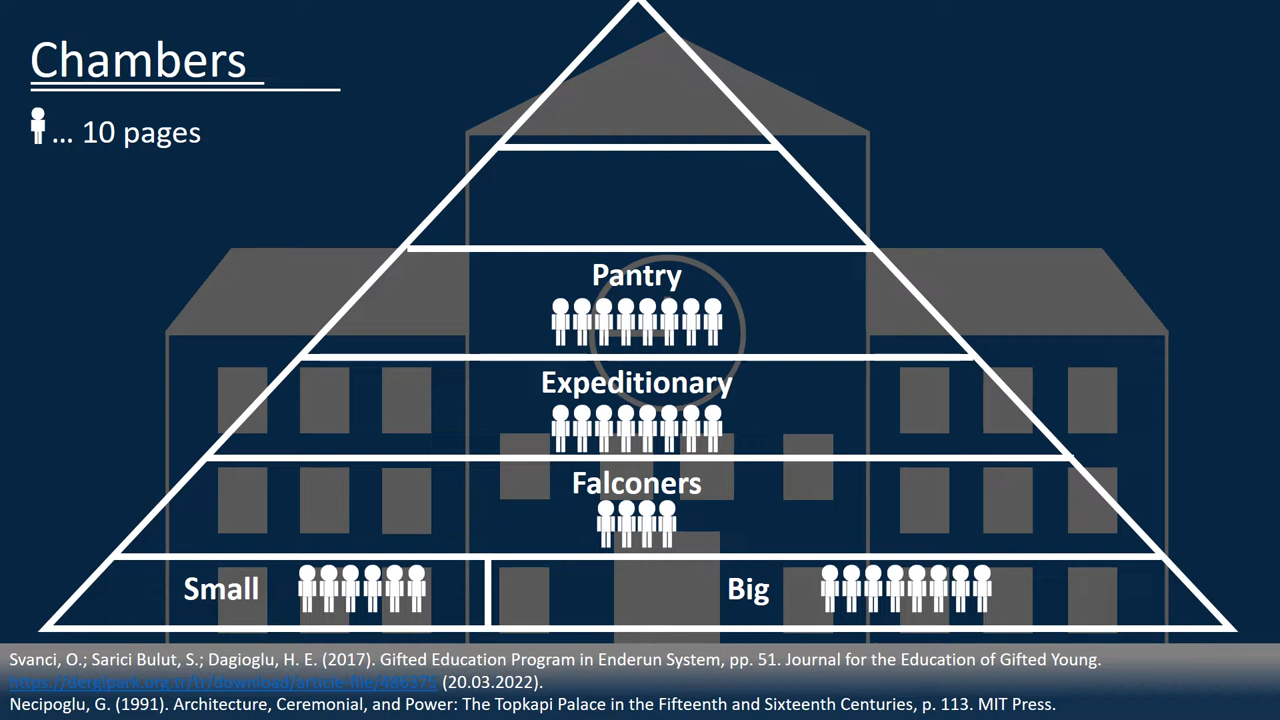 Chambers
... 10 pages
Pantry
Expeditionary
Falconers
Small
Big
Svanci, O.; Sarici Bulut, S.; Dagioglu, H. E. (2017). Gifted Education Program in Enderun System, pp. 51. Journal for the Education of Gifted Young.
(20.03.2022).
Necipoglu, G. (1991). Architecture, Ceremonial, and Power: The Topkapi Palace in the Fifteenth and Sixteenth Centuries, p. 113. MIT Press.